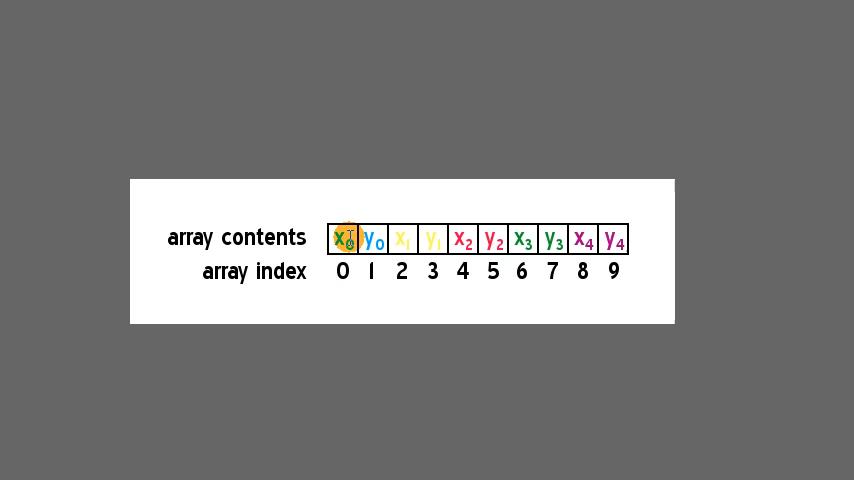 array contents x₀ y₀ x₁ y₁ x₂ y₂ x₃ y₃ x₄ y₄
array index 0 1 2 3 4 5 6 7 8 9